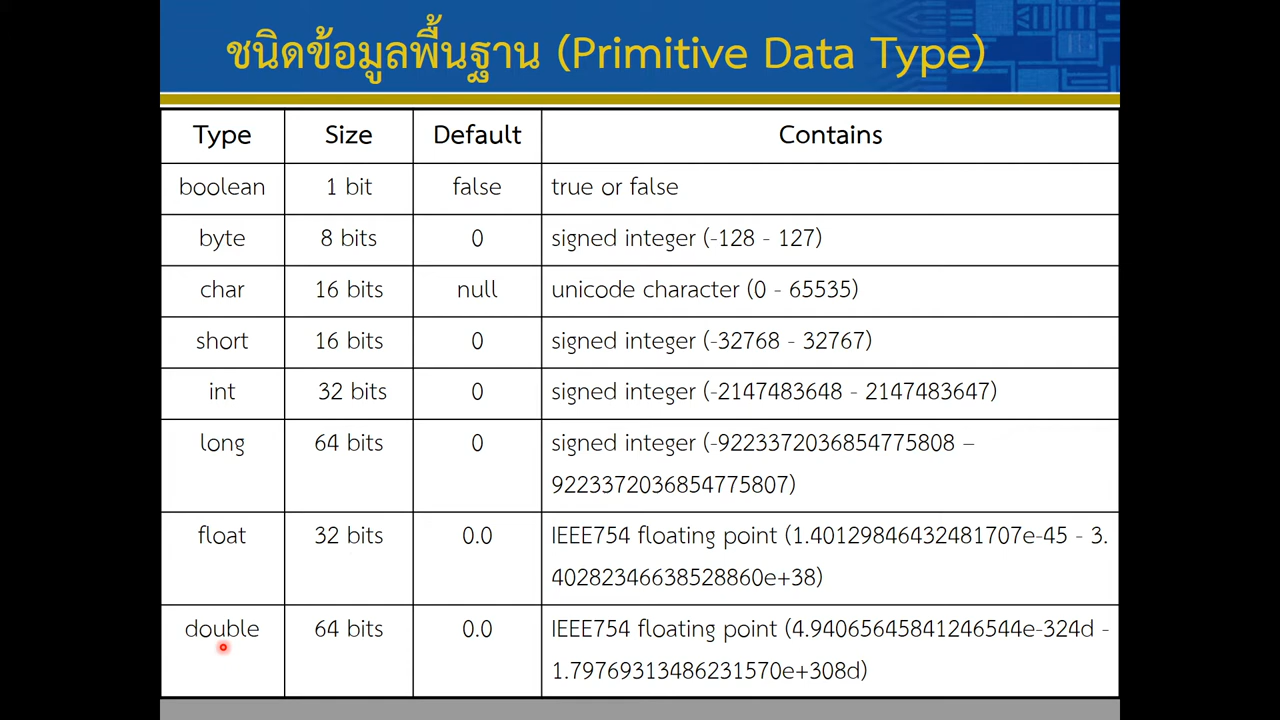 ชนิดข้อมูลพื้นฐาน (Primitive Data Type)
Type Size Default Contains
boolean 1 bit false true or false
byte 8 bits 0 signed integer (-128 - 127)
char 16 bits null unicode character (0 - 65535)
short 16 bits 0 signed integer (-32768 - 32767)
int 32 bits 0 signed integer (-2147483648 - 2147483647)
long 64 bits 0 signed integer (-9223372036854775808 –
9223372036854775807)
float 32 bits 0.0 IEEE754 floating point (1.40129846432481707e-45 - 3.
40282346638528860e+38)
double 64 bits 0.0 IEEE754 floating point (4.94065645841246544e-324d -
1.79769313486231570e+308d)